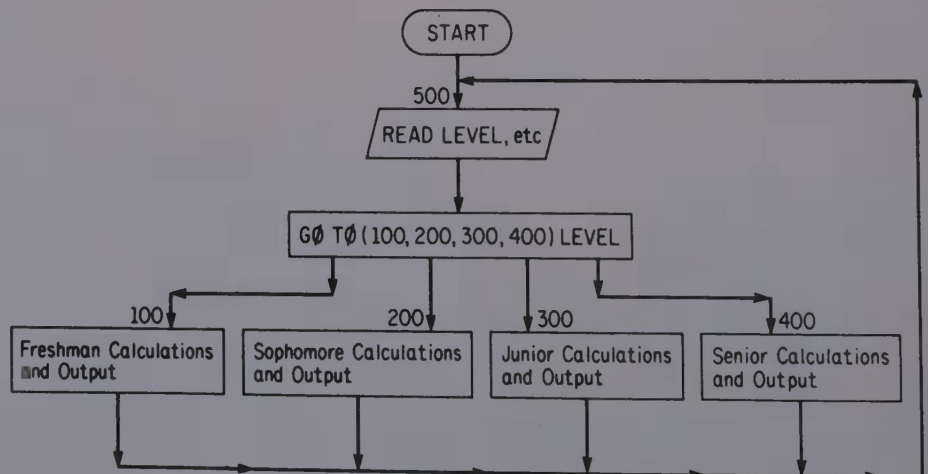 START
500
READ LEVEL, etc
GØ TØ (100, 200, 300, 400) LEVEL
100
200
300
400
Freshman Calculations
and Output
Sophomore Calculations
and Output
Junior Calculations
and Output
Senior Calculations
and Output